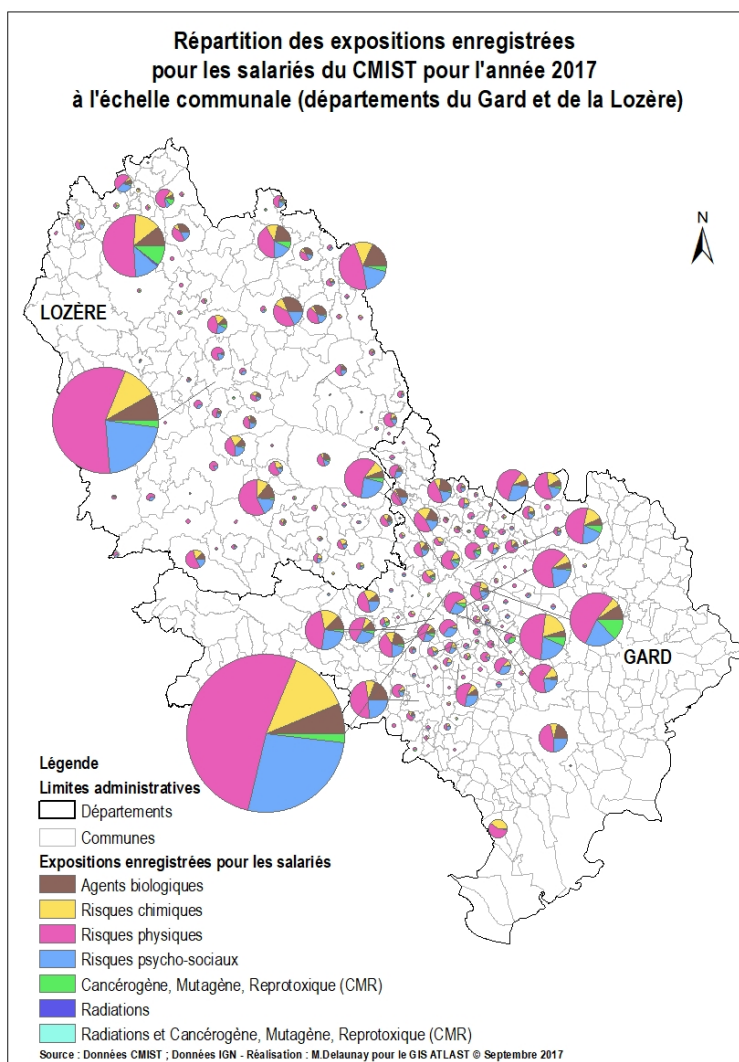 Répartition des expositions enregistrées
pour les salariés du CMIST pour l'année 2017
à l'échelle communale (départements du Gard et de la Lozère)
N
LOZÈRE
GARD
Légende
Limites administratives
Départements
Communes
Expositions enregistrées pour les salariés
Agents biologiques
Risques chimiques
Risques physiques
Risques psycho-sociaux
Cancérogène, Mutagène, Reprotoxique (CMR)
Radiations
Radiations et Cancérogène, Mutagène, Reprotoxique (CMR)
Source : Données CMIST ; Données IGN - Réalisation : M.Delaunay pour le GIS ATLAST © Septembre 2017